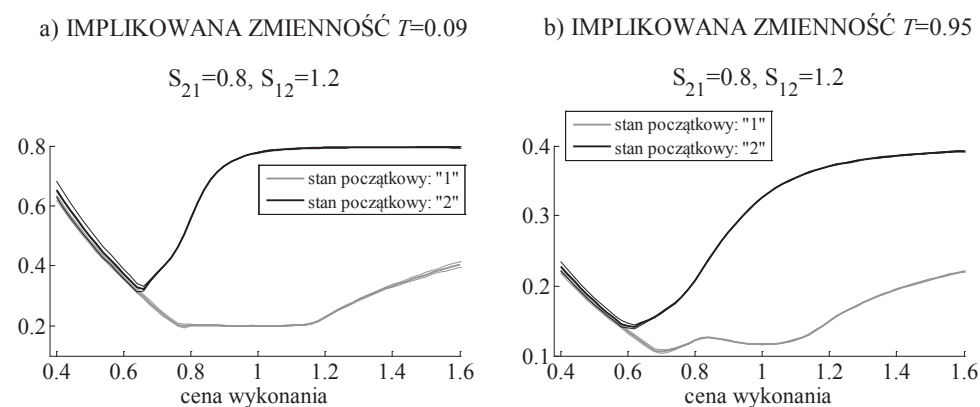 a) IMPLIKOWANA ZMIENNOŚĆ T=0.09
S21=0.8, S12=1.2
0.8
0.6
0.4
0.2
stan początkowy: "1"
stan początkowy: "2"
0.4 0.6 0.8 1 1.2 1.4 1.6
cena wykonania
b) IMPLIKOWANA ZMIENNOŚĆ T=0.95
S21=0.8, S12=1.2
0.4
0.3
0.2
0.1
stan początkowy: "1"
stan początkowy: "2"
0.4 0.6 0.8 1 1.2 1.4 1.6
cena wykonania